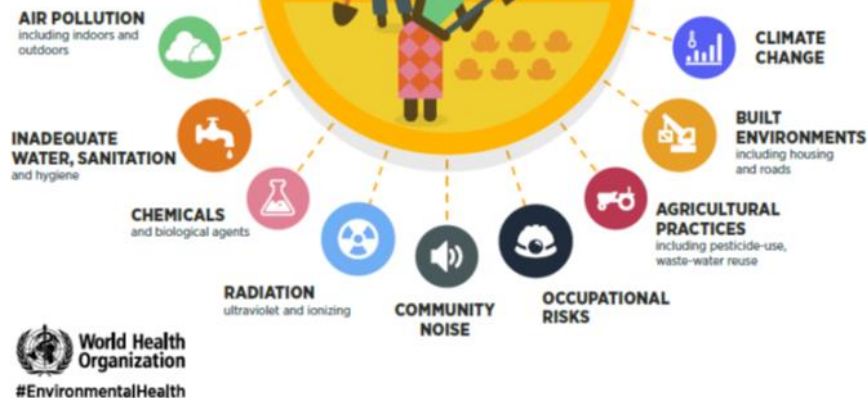 AIR POLLUTION
including indoors and
outdoors
INADEQUATE
WATER, SANITATION
and hygiene
CHEMICALS
and biological agents
RADIATION
ultraviolet and ionizing
COMMUNITY
NOISE
OCCUPATIONAL
RISKS
AGRICULTURAL
PRACTICES
including pesticide-use,
waste-water reuse
BUILT
ENVIRONMENTS
including housing
and roads
CLIMATE
CHANGE
World Health
Organization
#EnvironmentalHealth